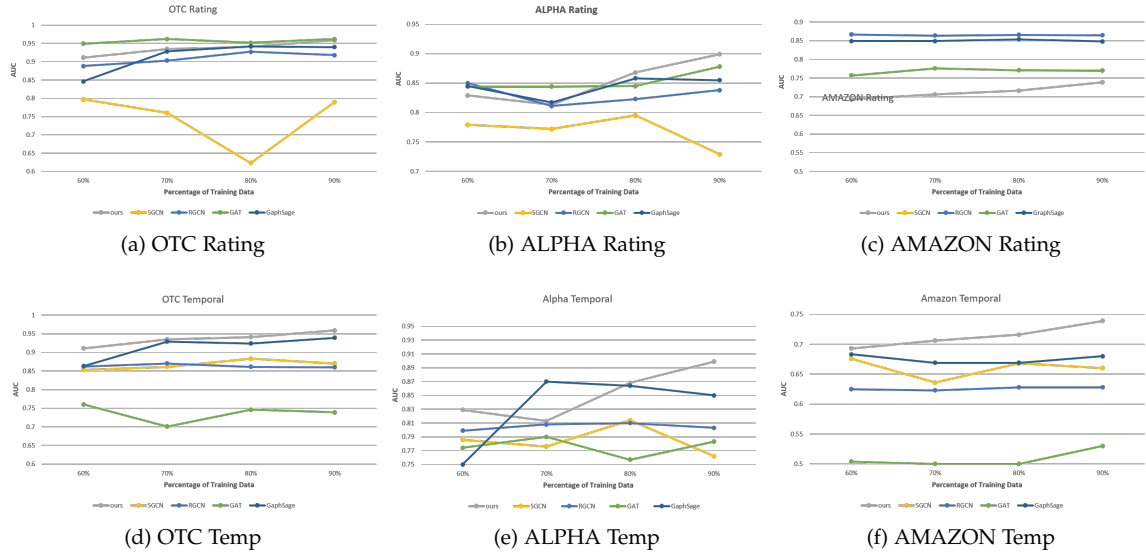 OTC Rating
1
0.95
0.9
0.85
0.8
0.75
0.7
0.65
0.6
AUC
60%
70%
80%
90%
Percentage of Training Data
ours SGCN RGCN GAT GaphSage
(a) OTC Rating
ALPHA Rating
0.95
0.9
0.85
0.8
0.75
0.7
AUC
60%
70%
80%
90%
Percentage of Training Data
ours SGCN RGCN GAT GaphSage
(b) ALPHA Rating
0.9
0.85
0.8
0.75
0.7
0.65
0.6
0.55
0.5
AUC
AMAZON Rating
60%
70%
80%
90%
Percentage of Training Data
ours SGCN RGCN GAT GraphSage
(c) AMAZON Rating
OTC Temporal
1
0.95
0.9
0.85
0.8
0.75
0.7
0.65
0.6
AUC
60%
70%
80%
90%
Percentage of Training Data
ours SGCN RGCN GAT GaphSage
(d) OTC Temp
Alpha Temporal
0.95
0.93
0.91
0.89
0.87
0.85
0.83
0.81
0.79
0.77
0.75
AUC
60%
70%
80%
90%
Percentage of Training Data
ours SGCN RGCN GAT GaphSage
(e) ALPHA Temp
Amazon Temporal
0.75
0.7
0.65
0.6
0.55
0.5
AUC
60%
70%
80%
90%
Percentage of Training Data
ours SGCN RGCN GAT GaphSage
(f) AMAZON Temp